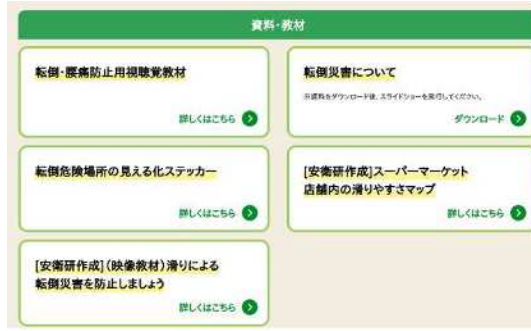 資料・教材
転倒・腰痛防止用視聴覚教材
詳しくはこちら
転倒災害について
※資料をダウンロード後、スライドショーを実行してください。
ダウンロード
転倒危険場所の見える化ステッカー
詳しくはこちら
[安衛研作成]スーパーマーケット
店舗内の滑りやすさマップ
詳しくはこちら
[安衛研作成](映像教材)滑りによる
転倒災害を防止しましょう
詳しくはこちら